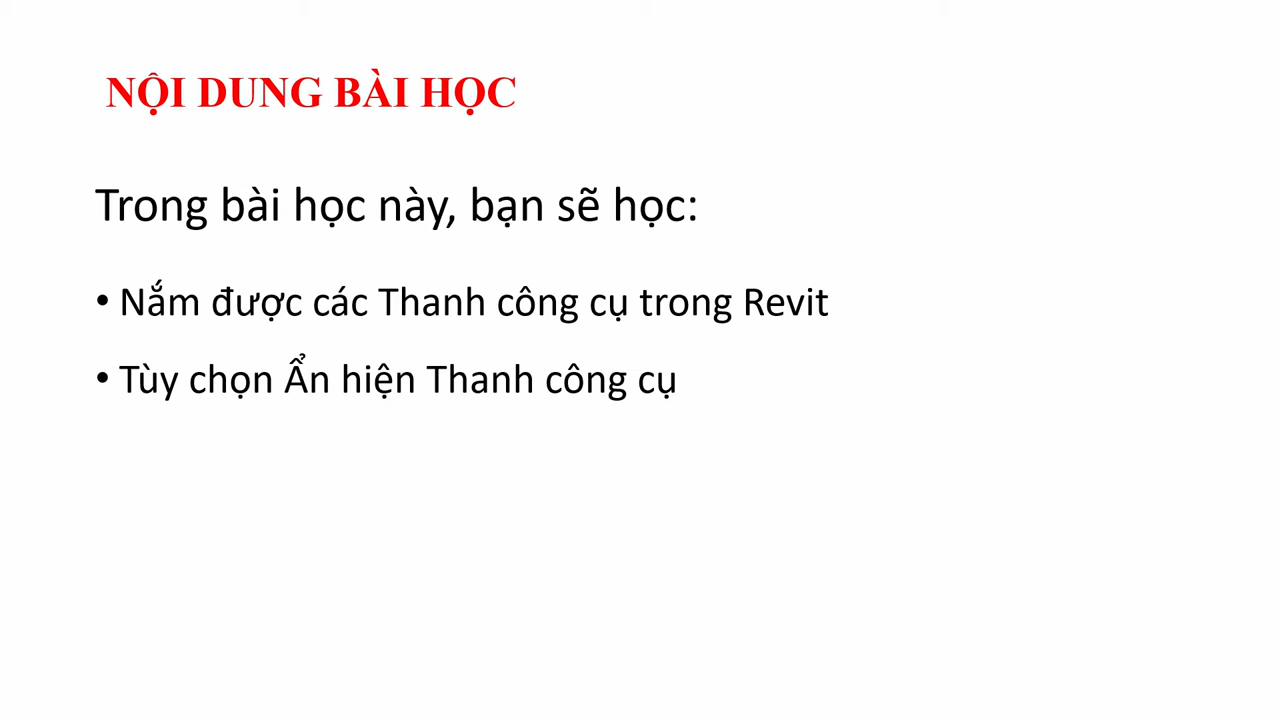 NỘI DUNG BÀI HỌC
Trong bài học này, bạn sẽ học:
• Nắm được các Thanh công cụ trong Revit
• Tùy chọn Ẩn hiện Thanh công cụ